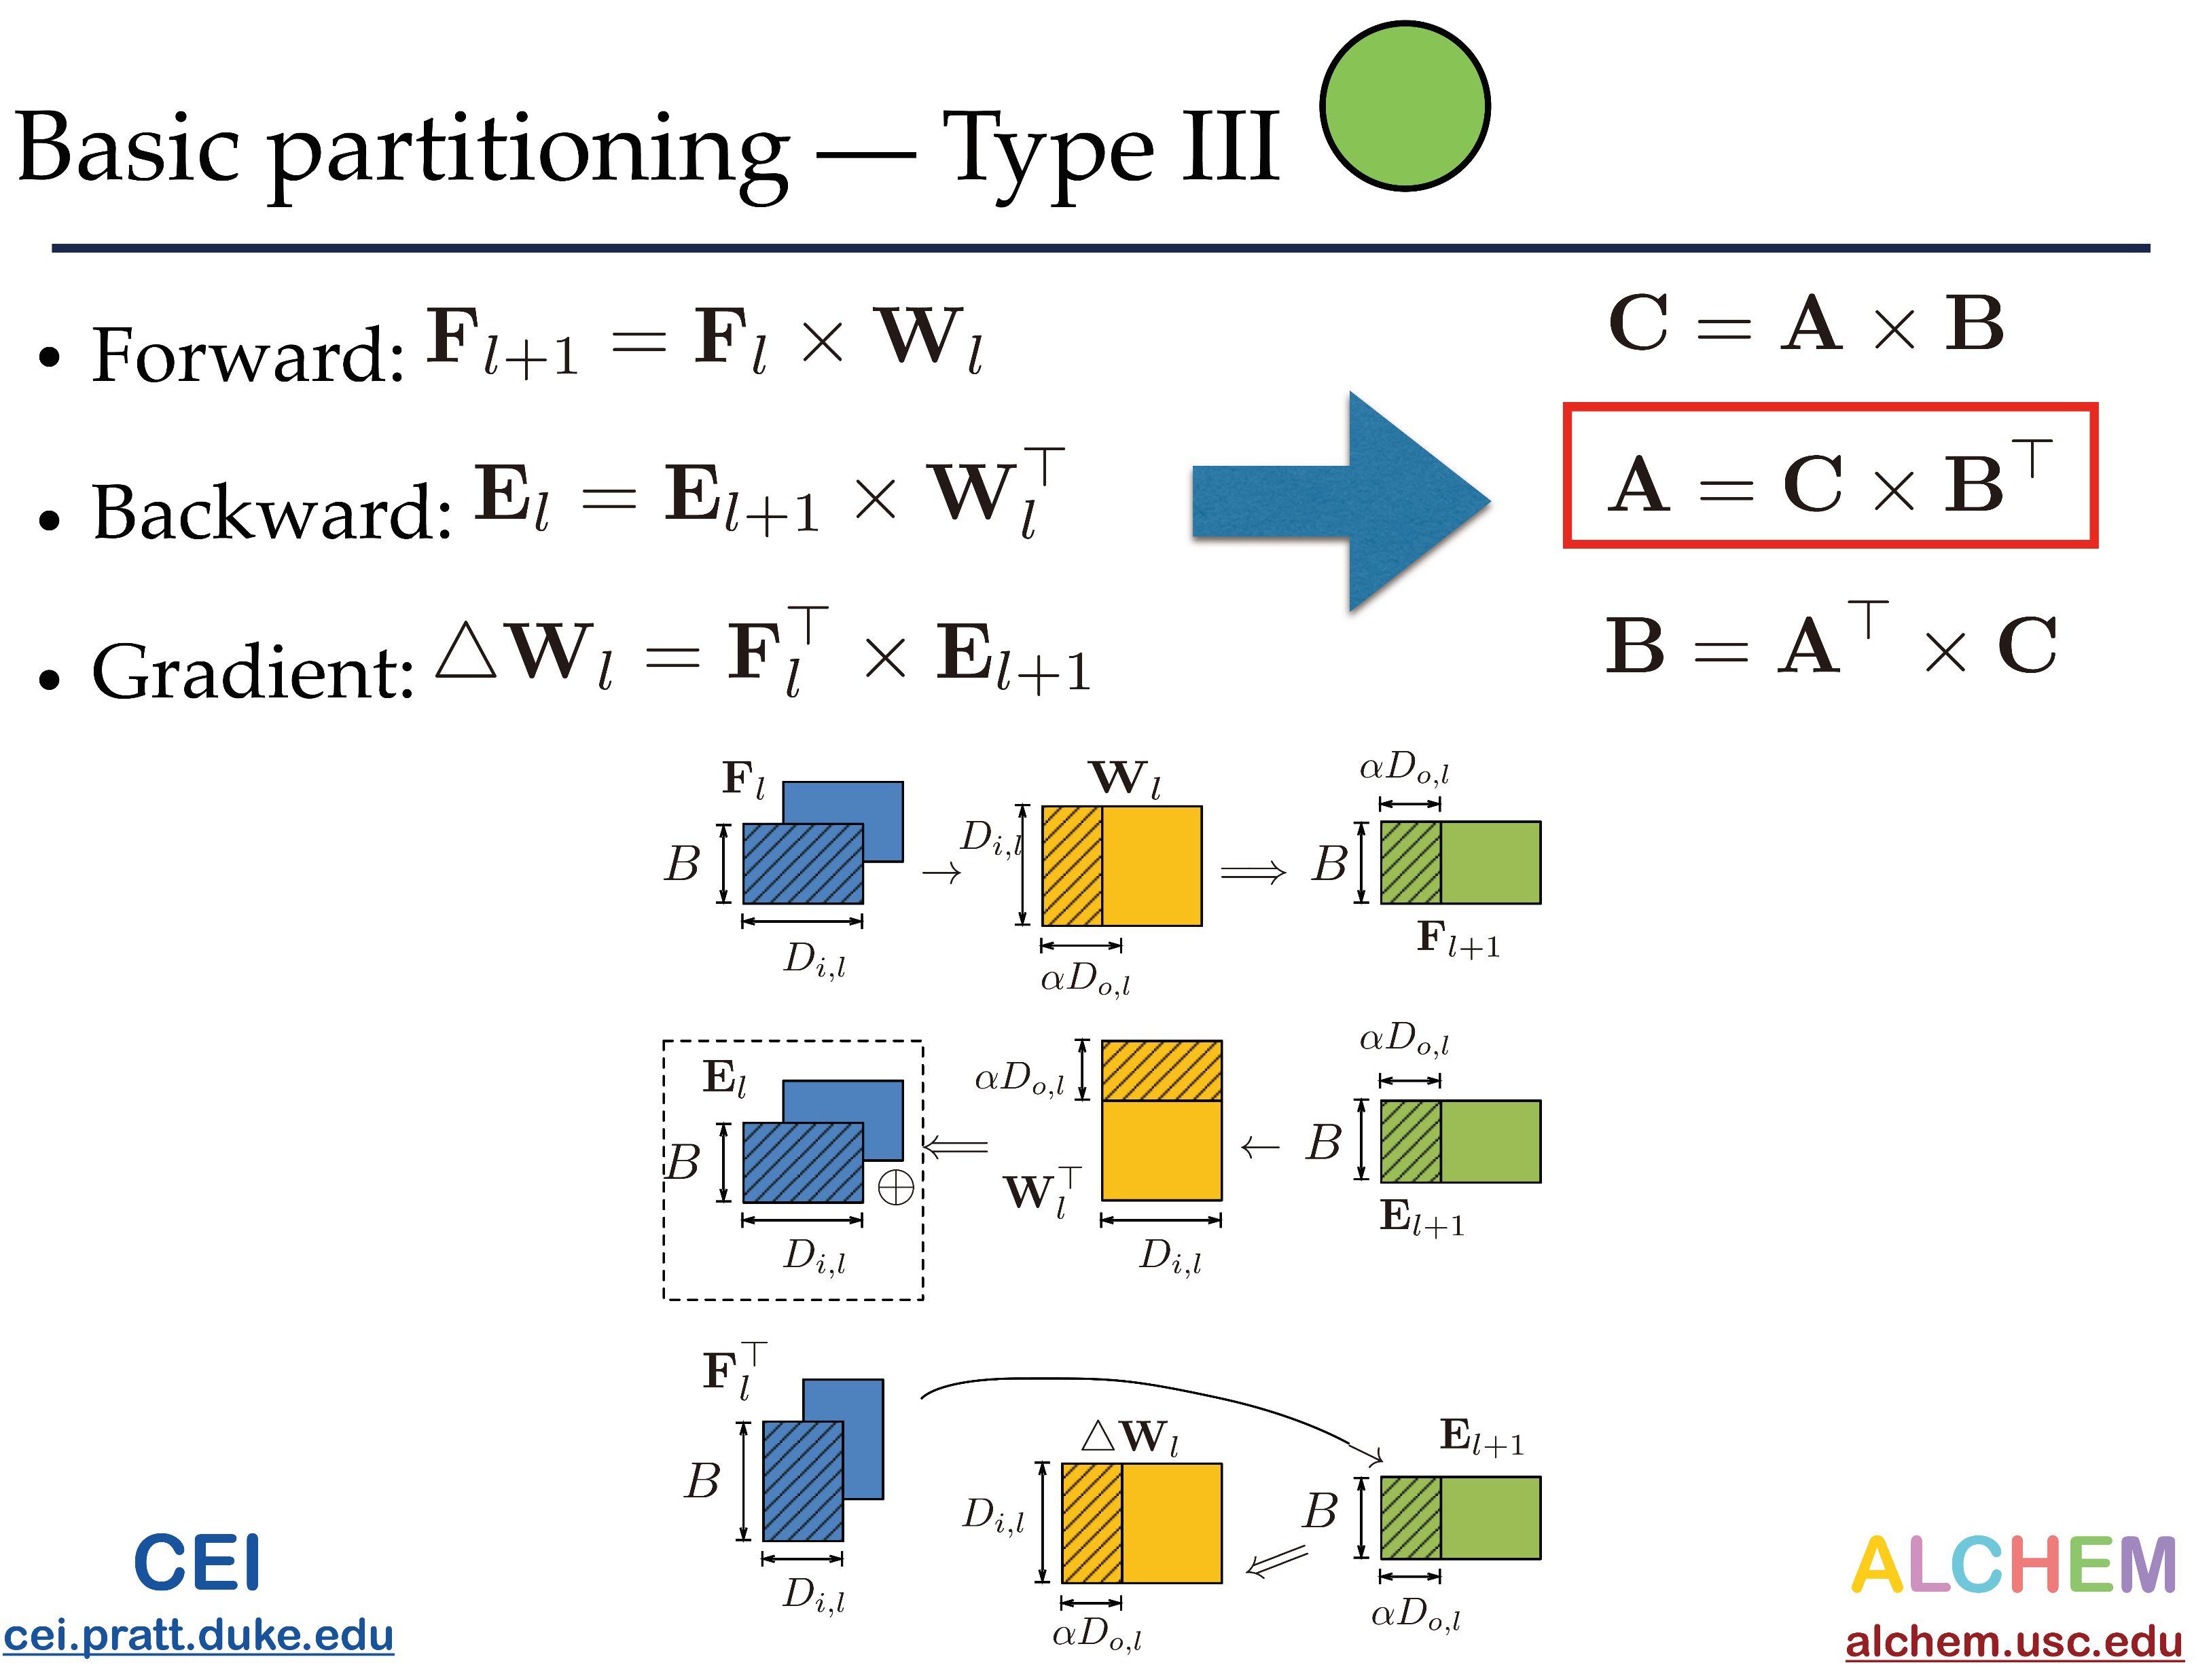 Basic partitioning — Type III
• Forward: F_{l+1} = F_l × W_l
C = A × B
• Backward: E_l = E_{l+1} × W_l^⊤
A = C × B^⊤
• Gradient: △W_l = F_l^⊤ × E_{l+1}
B = A^⊤ × C
F_l
B
D_{i,l}
→
W_l
D_{i,l}
αD_{o,l}
⟹
αD_{o,l}
B
F_{l+1}
E_l
B
⊕
D_{i,l}
⟸
αD_{o,l}
W_l^⊤
D_{i,l}
←
αD_{o,l}
B
E_{l+1}
F_l^⊤
B
D_{i,l}
△W_l
D_{i,l}
αD_{o,l}
E_{l+1}
B
αD_{o,l}
CEI
cei.pratt.duke.edu
ALCHEM
alchem.usc.edu